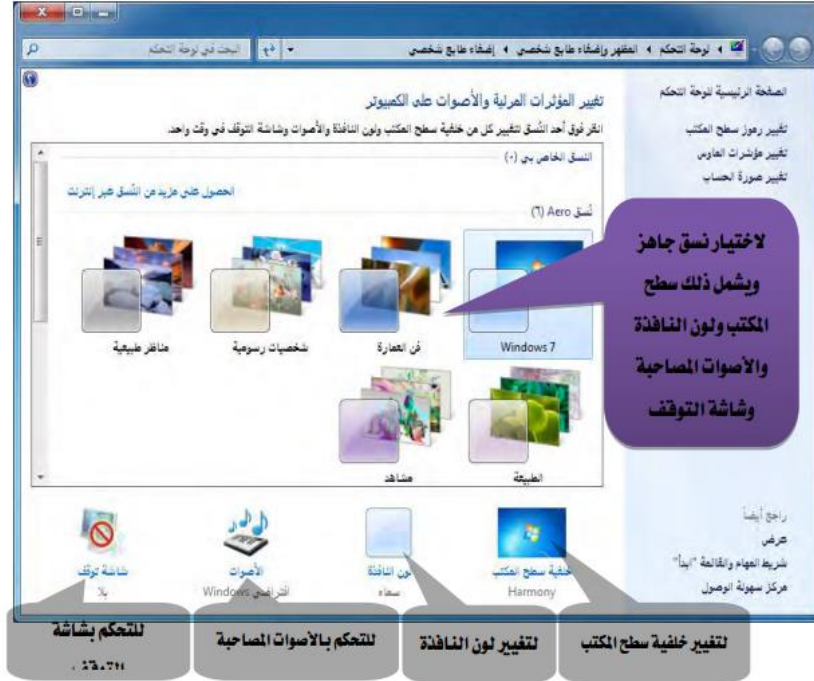 لوحة التحكم
المظهر وإضفاء طابع شخصي
إضفاء طابع شخصي
البحث في لوحة التحكم
الصفحة الرئيسية للوحة التحكم
تغيير رموز سطح المكتب
تغيير مؤشرات الماوس
تغيير صورة الحساب
تغيير المؤثرات المرئية والأصوات على الكمبيوتر
انقر فوق أحد النُسق لتغيير كل من خلفية سطح المكتب ولون النافذة والأصوات وشاشة التوقف في وقت واحد.
النسق الخاص بي (٠)
الحصول على مزيد من النُسق عبر إنترنت
نُسق Aero (٦)
Windows 7
فن العمارة
شخصيات رسومية
مناظر طبيعية
الطبيعة
مشاهد
لاختيار نسق جاهز
ويشمل ذلك سطح
المكتب ولون النافذة
والأصوات المصاحبة
وشاشة التوقف
راجع أيضاً
عرض
شريط المهام والقائمة "ابدأ"
مركز سهولة الوصول
خلفية سطح المكتب
Harmony
لون النافذة
سماء
الأصوات
افتراضي Windows
شاشة توقف
بلا
لتغيير خلفية سطح المكتب
لتغيير لون النافذة
للتحكم بالأصوات المصاحبة
للتحكم بشاشة